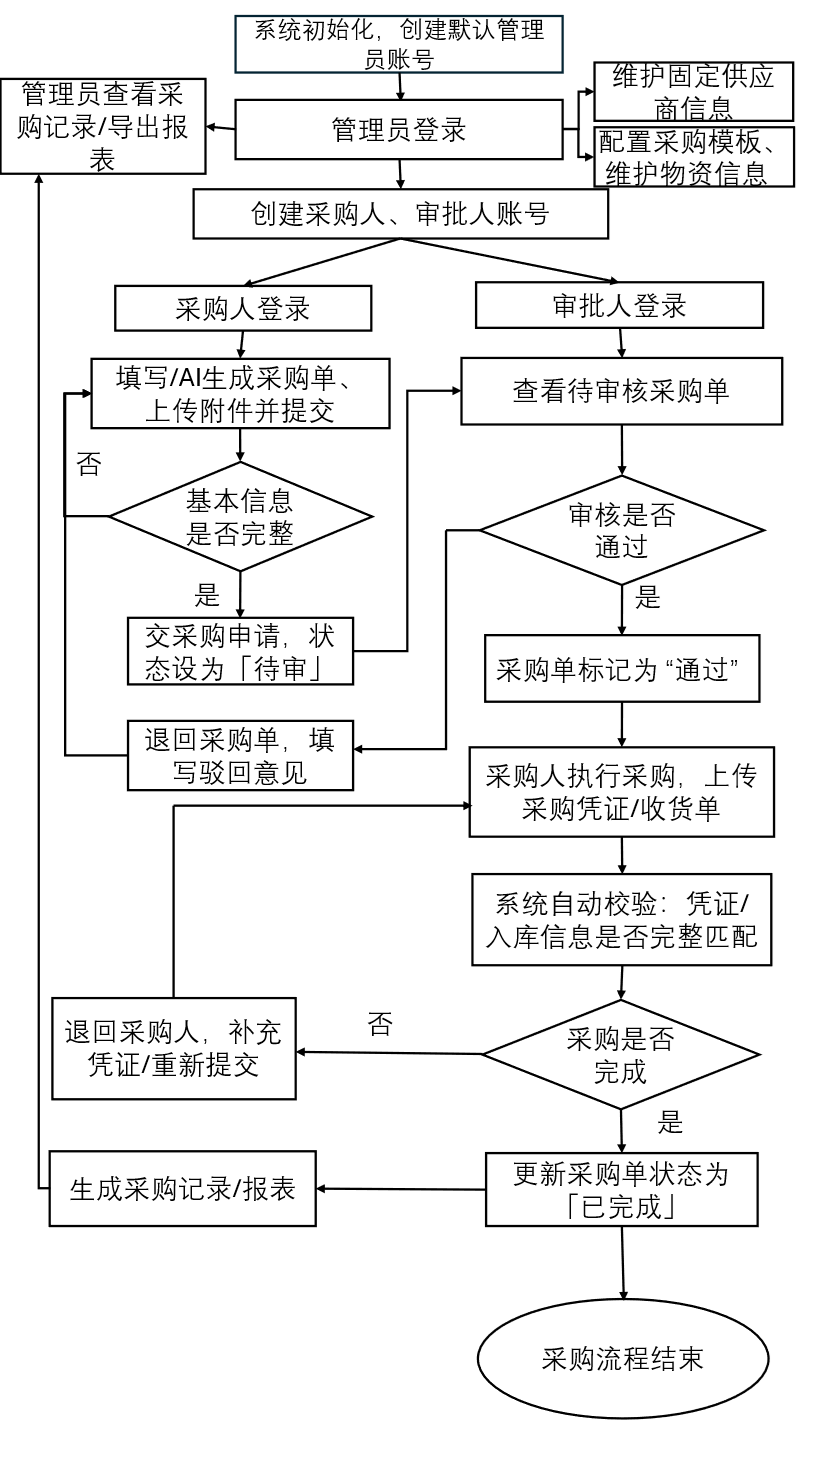 系统初始化，创建默认管理
员账号
管理员查看采
购记录/导出报
表
管理员登录
维护固定供应
商信息
配置采购模板、
维护物资信息
创建采购人、审批人账号
采购人登录
审批人登录
填写/AI生成采购单、
上传附件并提交
查看待审核采购单
否
基本信息
是否完整
审核是否
通过
是
是
交采购申请，状
态设为「待审」
采购单标记为 “通过”
退回采购单，填
写驳回意见
采购人执行采购，上传
采购凭证/收货单
系统自动校验：凭证/
入库信息是否完整匹配
退回采购人，补充
凭证/重新提交
否
采购是否
完成
是
生成采购记录/报表
更新采购单状态为
「已完成」
采购流程结束